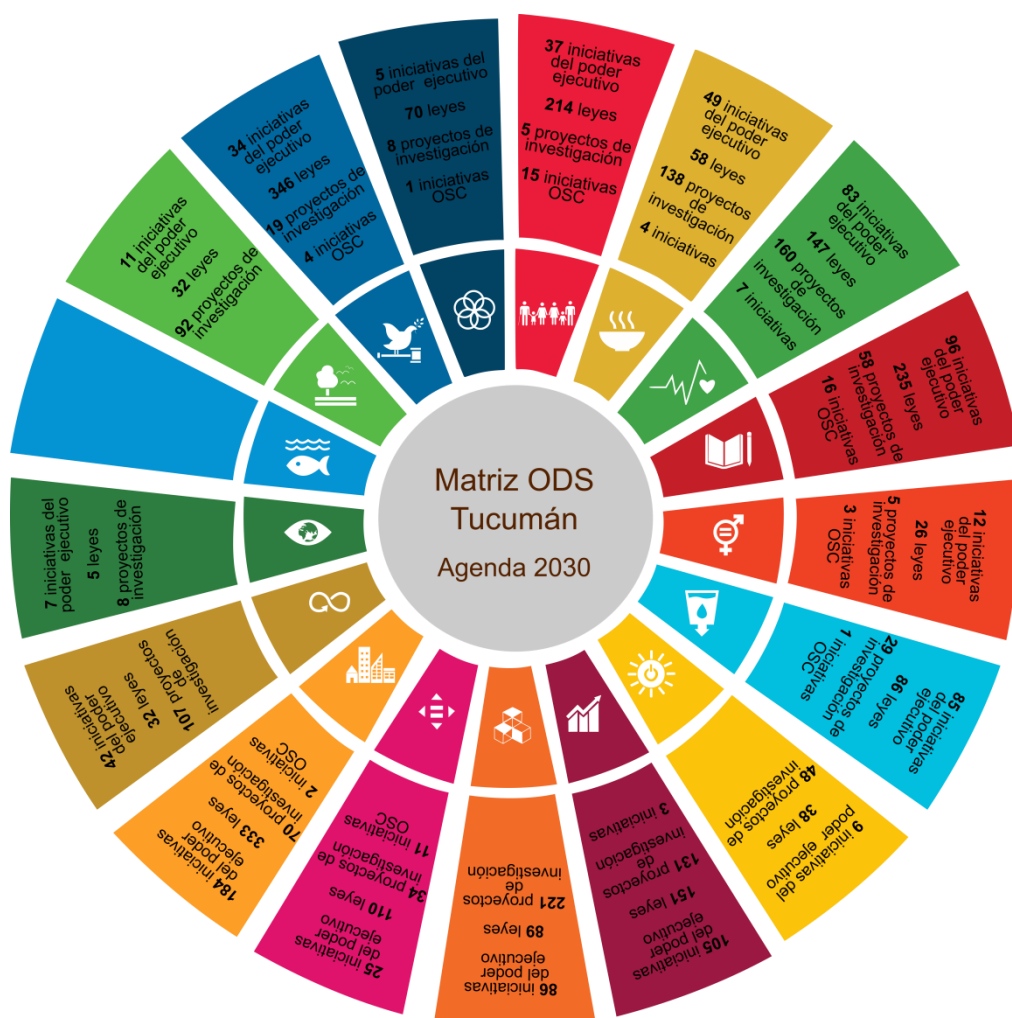 Matriz ODS
Tucumán
Agenda 2030
37 iniciativas
del poder
ejecutivo
214 leyes
5 proyectos de
investigación
15 iniciativas
OSC
49 iniciativas
del poder
ejecutivo
58 leyes
138 proyectos
de
investigación
4 iniciativas
83 iniciativas
del poder
ejecutivo
147 leyes
160 proyectos
de
investigación
7 iniciativas
96 iniciativas
del poder
ejecutivo
235 leyes
58 proyectos de
investigación
16 iniciativas
OSC
12 iniciativas
del poder
ejecutivo
26 leyes
5 proyectos de
investigación
3 iniciativas
OSC
85 iniciativas
del poder
ejecutivo
86 leyes
29 proyectos de
investigación
1 iniciativas
OSC
9 iniciativas del
poder ejecutivo
38 leyes
48 proyectos de
investigación
105 iniciativas
del poder
ejecutivo
151 leyes
131 proyectos
de
investigación
3 iniciativas
86 iniciativas
del poder
ejecutivo
89 leyes
221 proyectos
de
investigación
25 iniciativas
del poder
ejecutivo
110 leyes
34 proyectos de
investigación
11 iniciativas
OSC
184 iniciativas
del poder
ejecutivo
333 leyes
70 proyectos de
investigación
2 iniciativas
OSC
42 iniciativas
del poder
ejecutivo
32 leyes
107 proyectos
de
investigación
7 iniciativas del
poder ejecutivo
5 leyes
8 proyectos de
investigación
11 iniciativas
del poder
ejecutivo
32 leyes
92 proyectos de
investigación
34 iniciativas
del poder
ejecutivo
346 leyes
19 proyectos de
investigación
4 iniciativas
OSC
5 iniciativas del
poder ejecutivo
70 leyes
8 proyectos de
investigación
1 iniciativas
OSC